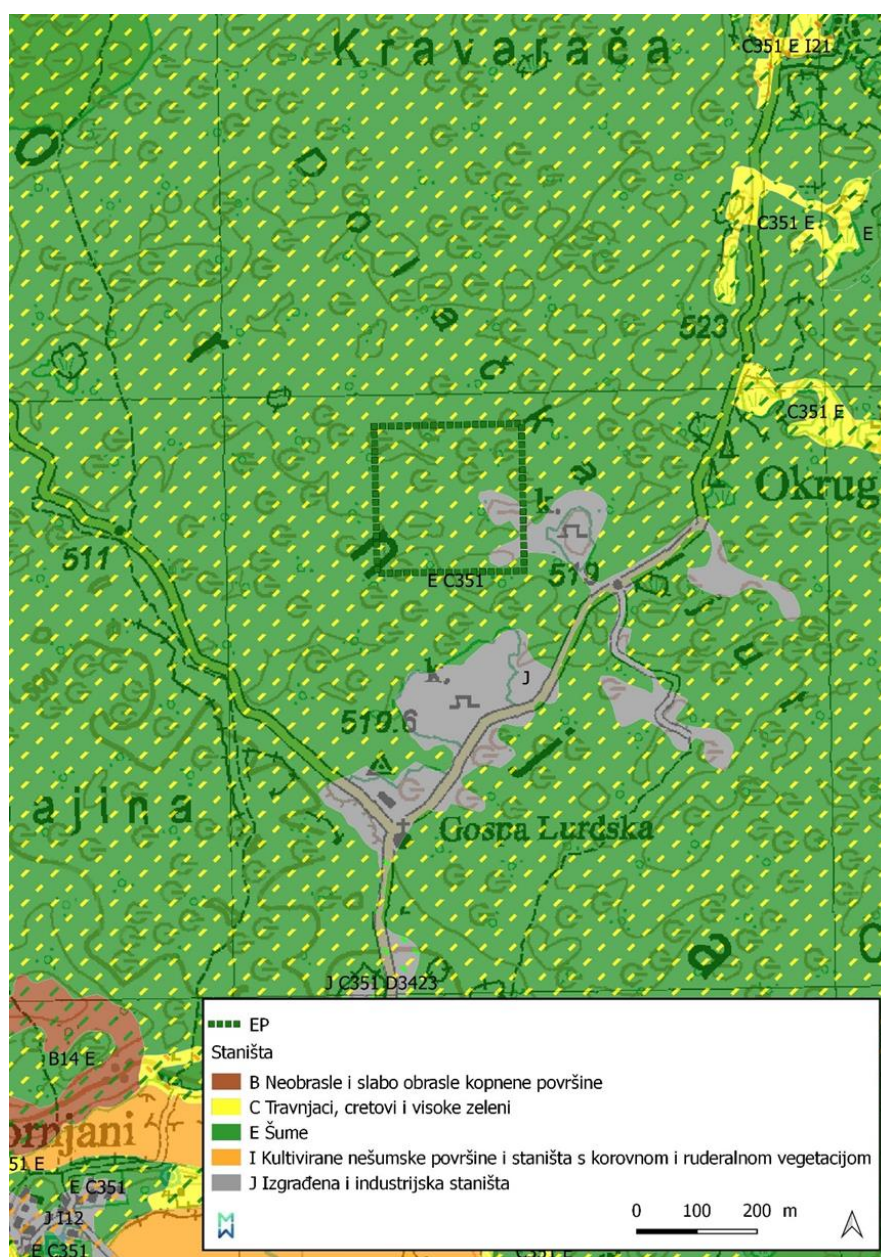 Kravarača
C351 E I21
C351 E
E
523
C351 E
Okrug
511
k.
519
E C351
k.
J
519.6
ajina
Gospa Lurdska
J C351 D3423
B14 E
ornjani
51 E
E C351
J I12
E C351
EP
Staništa
B Neobrasle i slabo obrasle kopnene površine
C Travnjaci, cretovi i visoke zeleni
E Šume
I Kultivirane nešumske površine i staništa s korovnom i ruderalnom vegetacijom
J Izgrađena i industrijska staništa
0 100 200 m